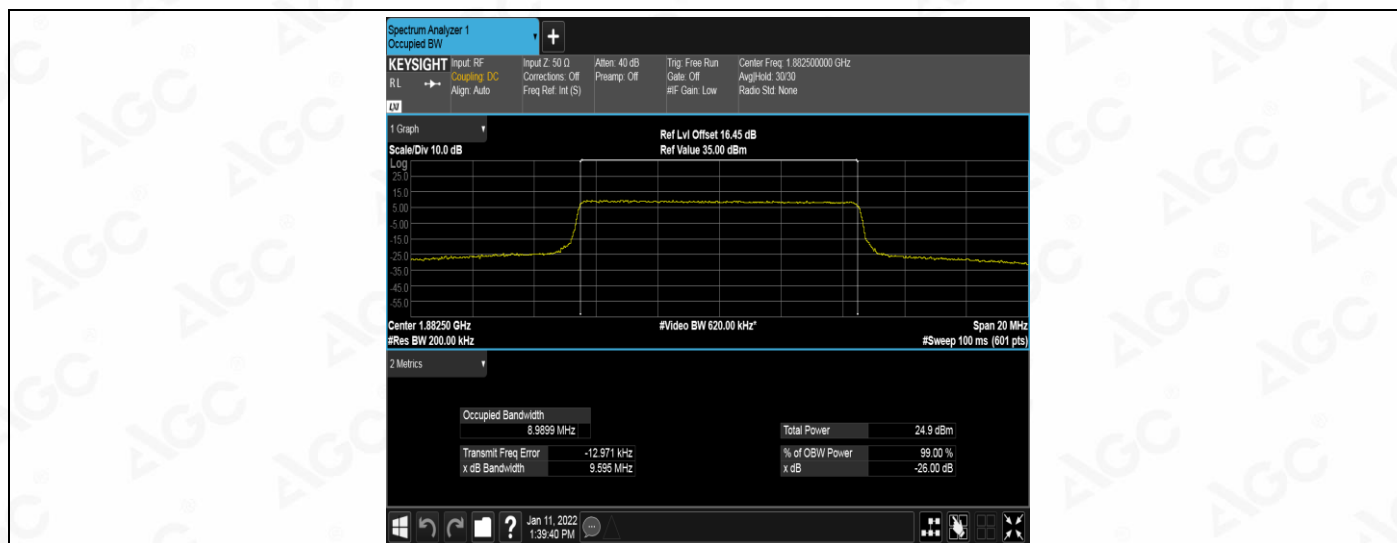 Spectrum Analyzer 1
Occupied BW
+
KEYSIGHT Input: RF Input Z: 50 Ω Atten: 40 dB Trig: Free Run Center Freq: 1.882500000 GHz
RL Coupling: DC Corrections: Off Preamp: Off Gate: Off Avg|Hold: 30/30
Align: Auto Freq Ref: Int (S) #IF Gain: Low Radio Std: None
LXI
1 Graph
Ref Lvl Offset 16.45 dB
Scale/Div 10.0 dB Ref Value 35.00 dBm
Log
25.0
15.0
5.00
-5.00
-15.0
-25.0
-35.0
-45.0
-55.0
Center 1.88250 GHz #Video BW 620.00 kHz* Span 20 MHz
#Res BW 200.00 kHz #Sweep 100 ms (601 pts)
2 Metrics
Occupied Bandwidth
8.9899 MHz Total Power 24.9 dBm
Transmit Freq Error -12.971 kHz % of OBW Power 99.00 %
x dB Bandwidth 9.595 MHz x dB -26.00 dB
? Jan 11, 2022
1:39:40 PM
AGC